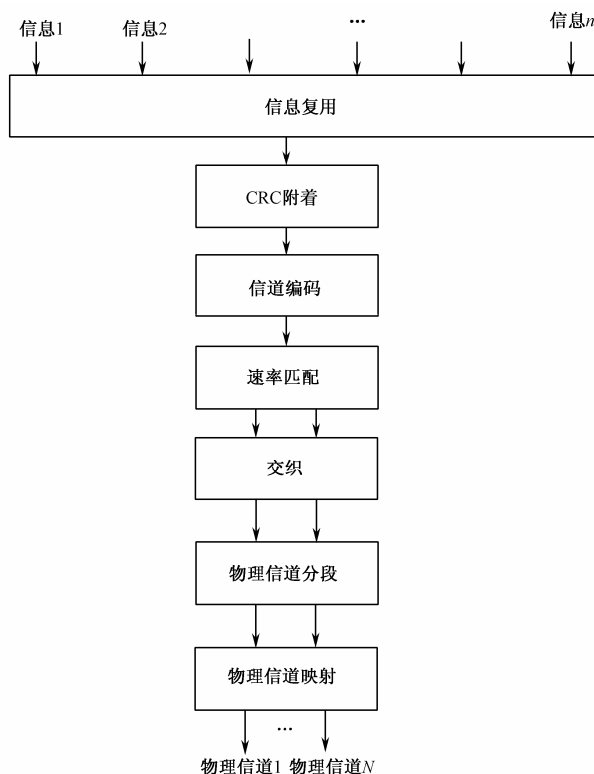 信息1 信息2 ... 信息n
信息复用
CRC附着
信道编码
速率匹配
交织
物理信道分段
物理信道映射
...
物理信道1 物理信道N